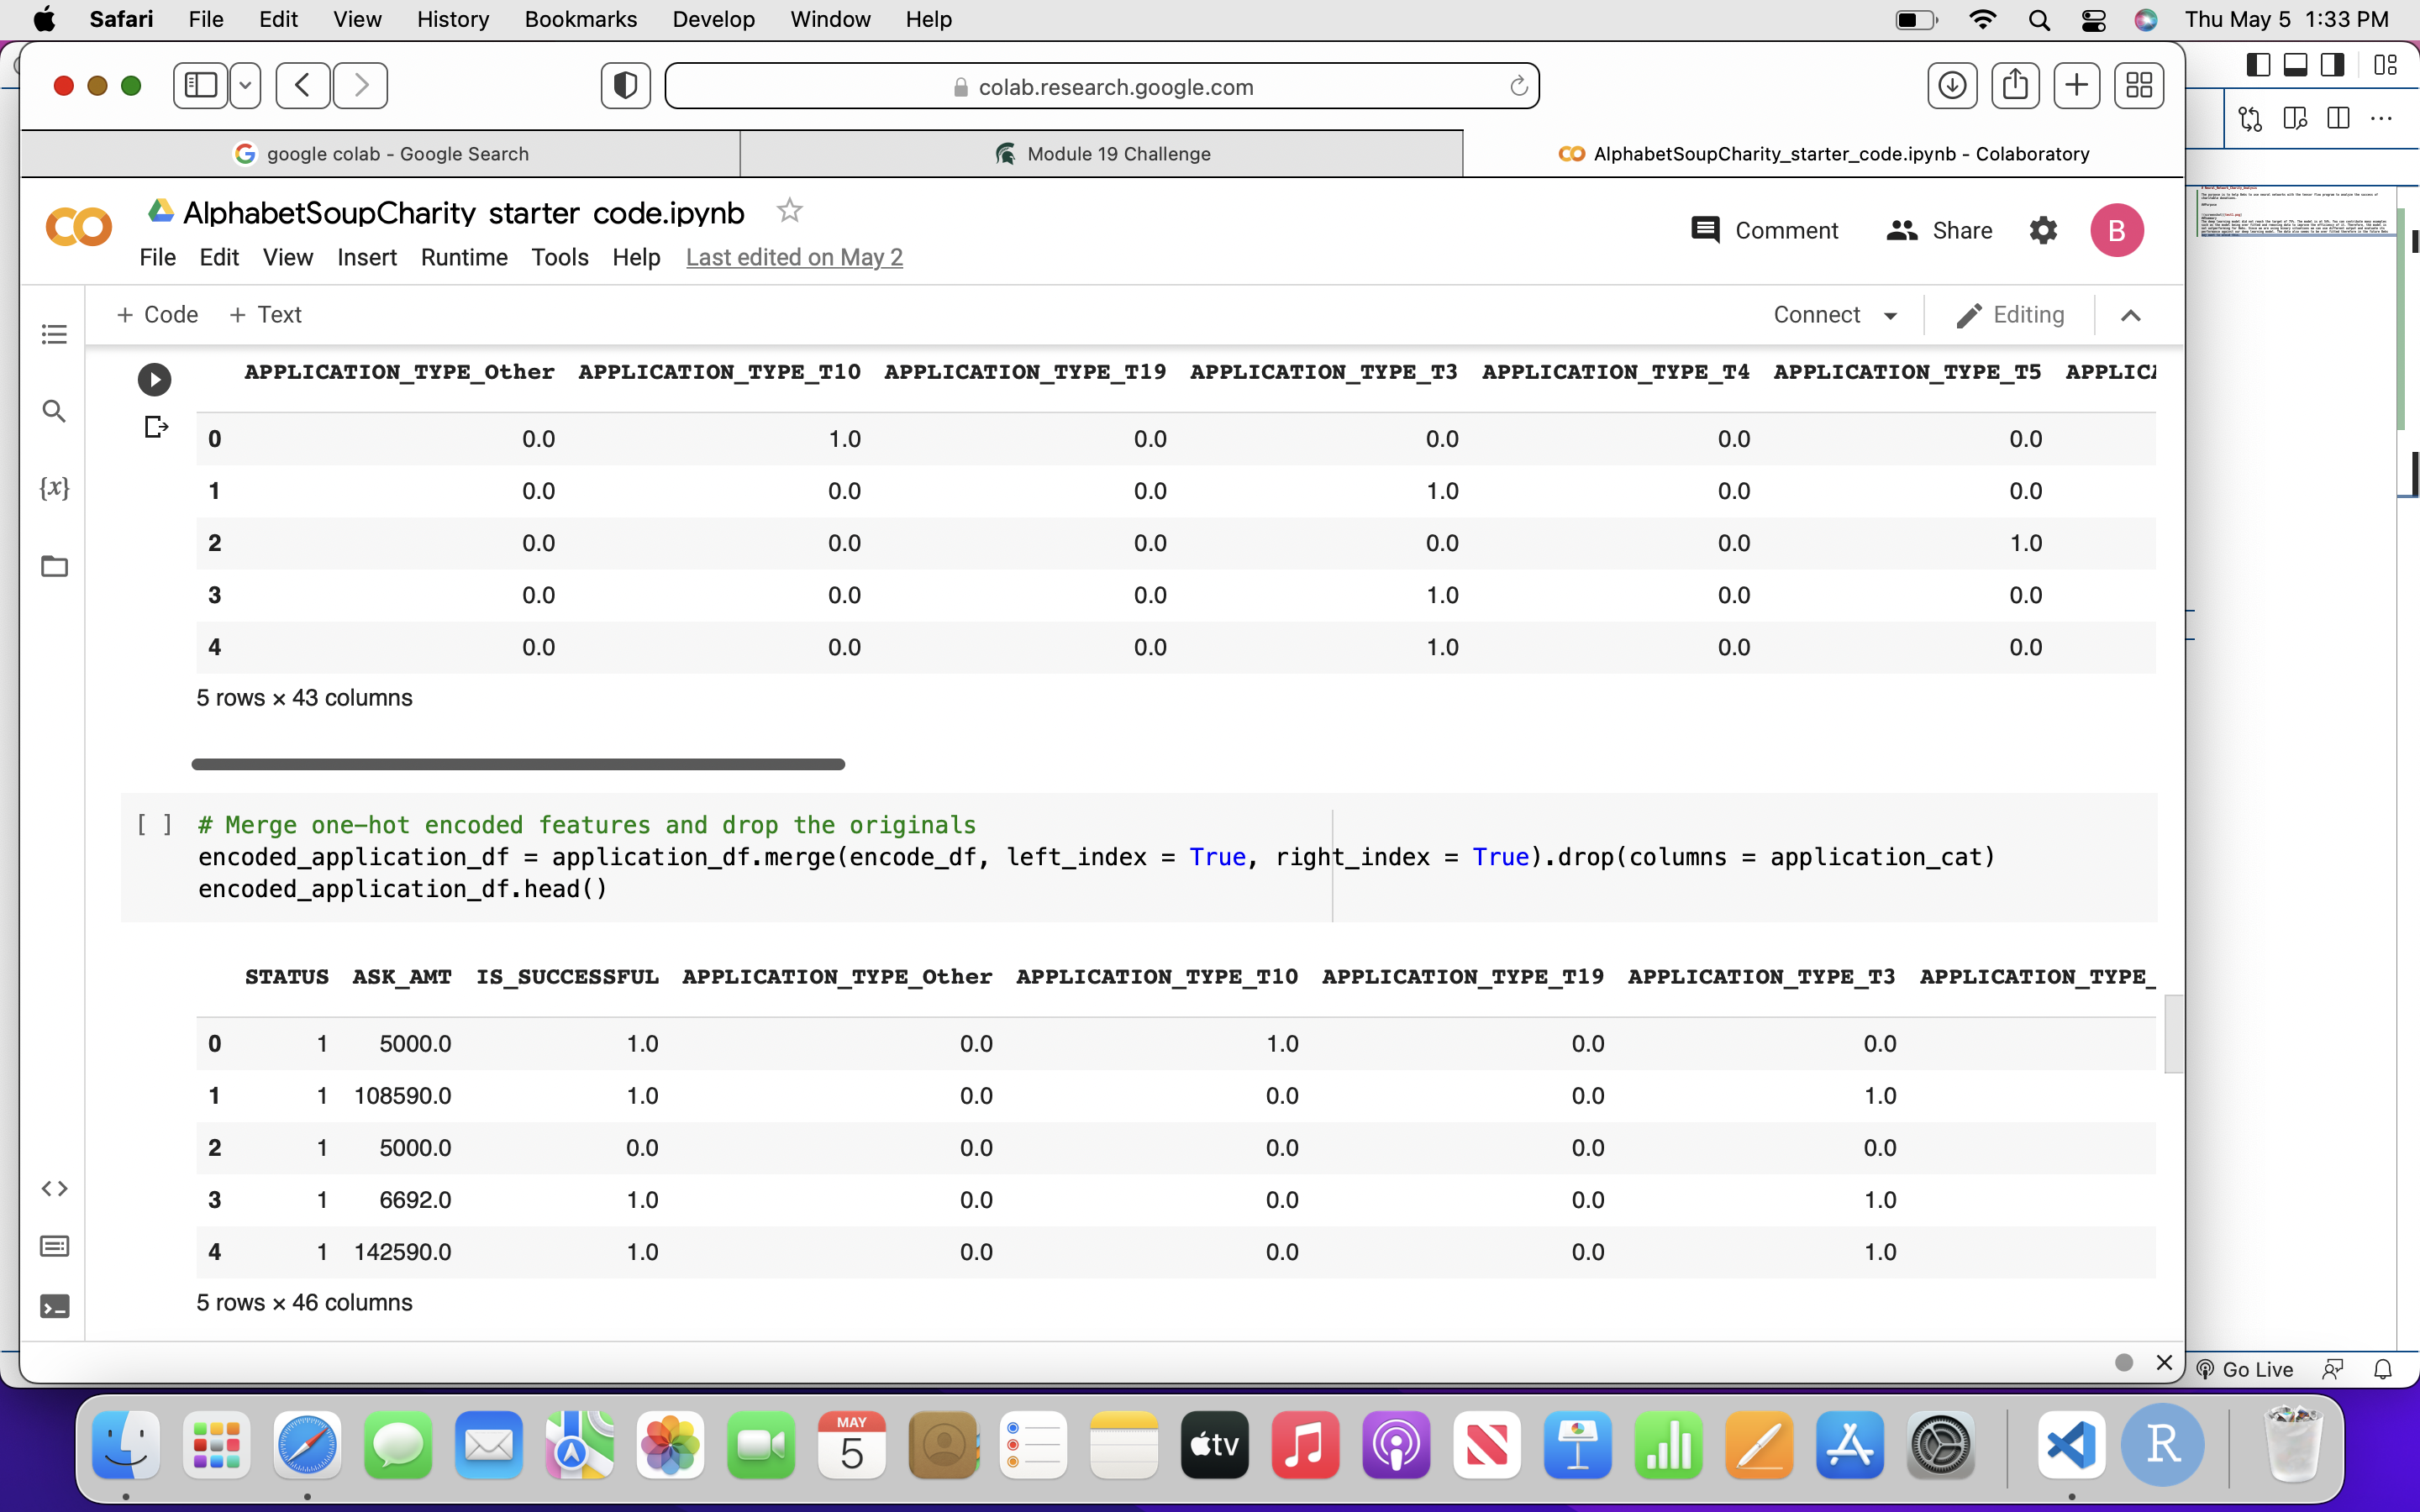 Safari File Edit View History Bookmarks Develop Window Help Thu May 5 1:33 PM
colab.research.google.com
google colab - Google Search Module 19 Challenge AlphabetSoupCharity_starter_code.ipynb - Colaboratory
AlphabetSoupCharity starter code.ipynb
Comment Share B
File Edit View Insert Runtime Tools Help Last edited on May 2
+ Code + Text Connect Editing
APPLICATION_TYPE_Other APPLICATION_TYPE_T10 APPLICATION_TYPE_T19 APPLICATION_TYPE_T3 APPLICATION_TYPE_T4 APPLICATION_TYPE_T5 APPLICA
0 0.0 1.0 0.0 0.0 0.0 0.0
1 0.0 0.0 0.0 1.0 0.0 0.0
2 0.0 0.0 0.0 0.0 0.0 1.0
3 0.0 0.0 0.0 1.0 0.0 0.0
4 0.0 0.0 0.0 1.0 0.0 0.0
5 rows × 43 columns
[ ] # Merge one-hot encoded features and drop the originals
encoded_application_df = application_df.merge(encode_df, left_index = True, right_index = True).drop(columns = application_cat)
encoded_application_df.head()
STATUS ASK_AMT IS_SUCCESSFUL APPLICATION_TYPE_Other APPLICATION_TYPE_T10 APPLICATION_TYPE_T19 APPLICATION_TYPE_T3 APPLICATION_TYPE_
0 1 5000.0 1.0 0.0 1.0 0.0 0.0
1 1 108590.0 1.0 0.0 0.0 0.0 1.0
2 1 5000.0 0.0 0.0 0.0 0.0 0.0
3 1 6692.0 1.0 0.0 0.0 0.0 1.0
4 1 142590.0 1.0 0.0 0.0 0.0 1.0
5 rows × 46 columns
{x}
Go Live
MAY
5
tv
R